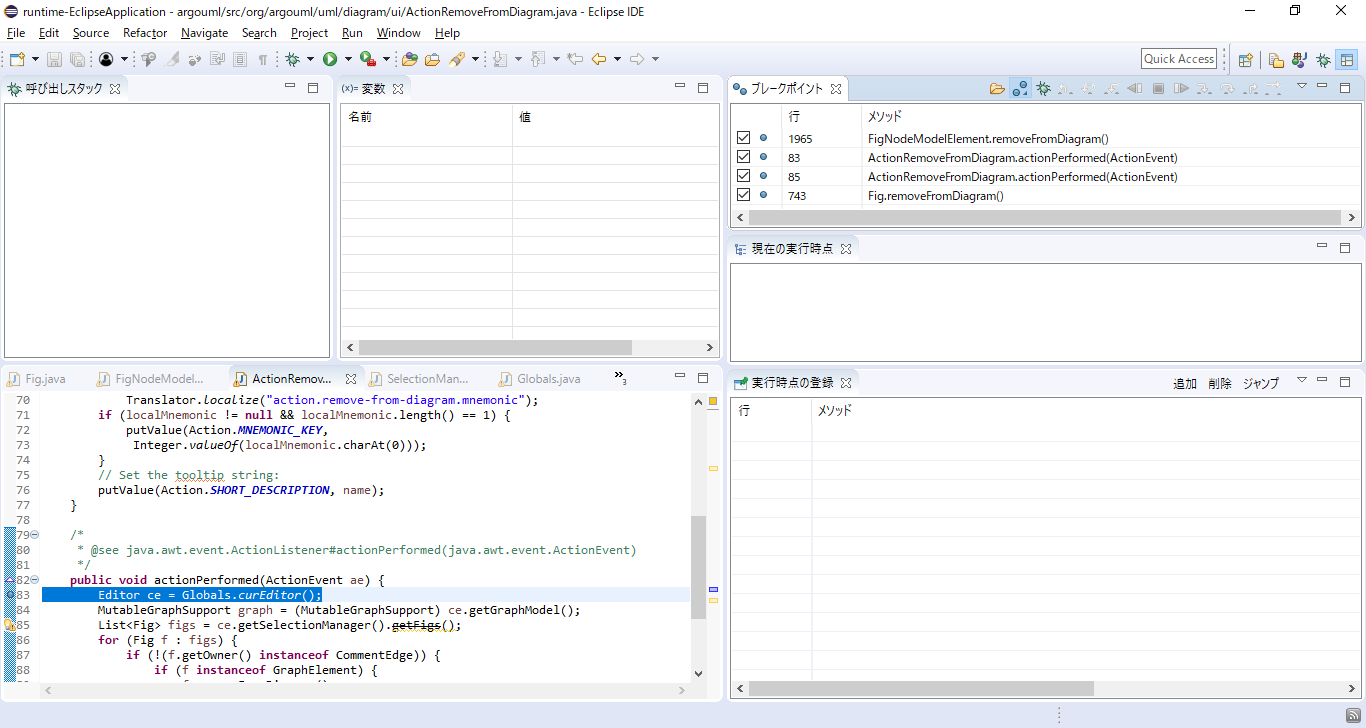 runtime-EclipseApplication - argouml/src/org/argouml/uml/diagram/ui/ActionRemoveFromDiagram.java - Eclipse IDE
File Edit Source Refactor Navigate Search Project Run Window Help
Quick Access
呼び出しスタック
(x)= 変数
名前 値
ブレークポイント
行 メソッド
1965 FigNodeModelElement.removeFromDiagram()
83 ActionRemoveFromDiagram.actionPerformed(ActionEvent)
85 ActionRemoveFromDiagram.actionPerformed(ActionEvent)
743 Fig.removeFromDiagram()
現在の実行時点
Fig.java FigNodeModel... ActionRemov... SelectionMan... Globals.java »3
70 Translator.localize("action.remove-from-diagram.mnemonic");
71 if (localMnemonic != null && localMnemonic.length() == 1) {
72 putValue(Action.MNEMONIC_KEY,
73 Integer.valueOf(localMnemonic.charAt(0)));
74 }
75 // Set the tooltip string:
76 putValue(Action.SHORT_DESCRIPTION, name);
77 }
78
79 /*
80 * @see java.awt.event.ActionListener#actionPerformed(java.awt.event.ActionEvent)
81 */
82 public void actionPerformed(ActionEvent ae) {
83 Editor ce = Globals.curEditor();
84 MutableGraphSupport graph = (MutableGraphSupport) ce.getGraphModel();
85 List<Fig> figs = ce.getSelectionManager().getFigs();
86 for (Fig f : figs) {
87 if (!(f.getOwner() instanceof CommentEdge)) {
88 if (f instanceof GraphElement) {
実行時点の登録 追加 削除 ジャンプ
行 メソッド